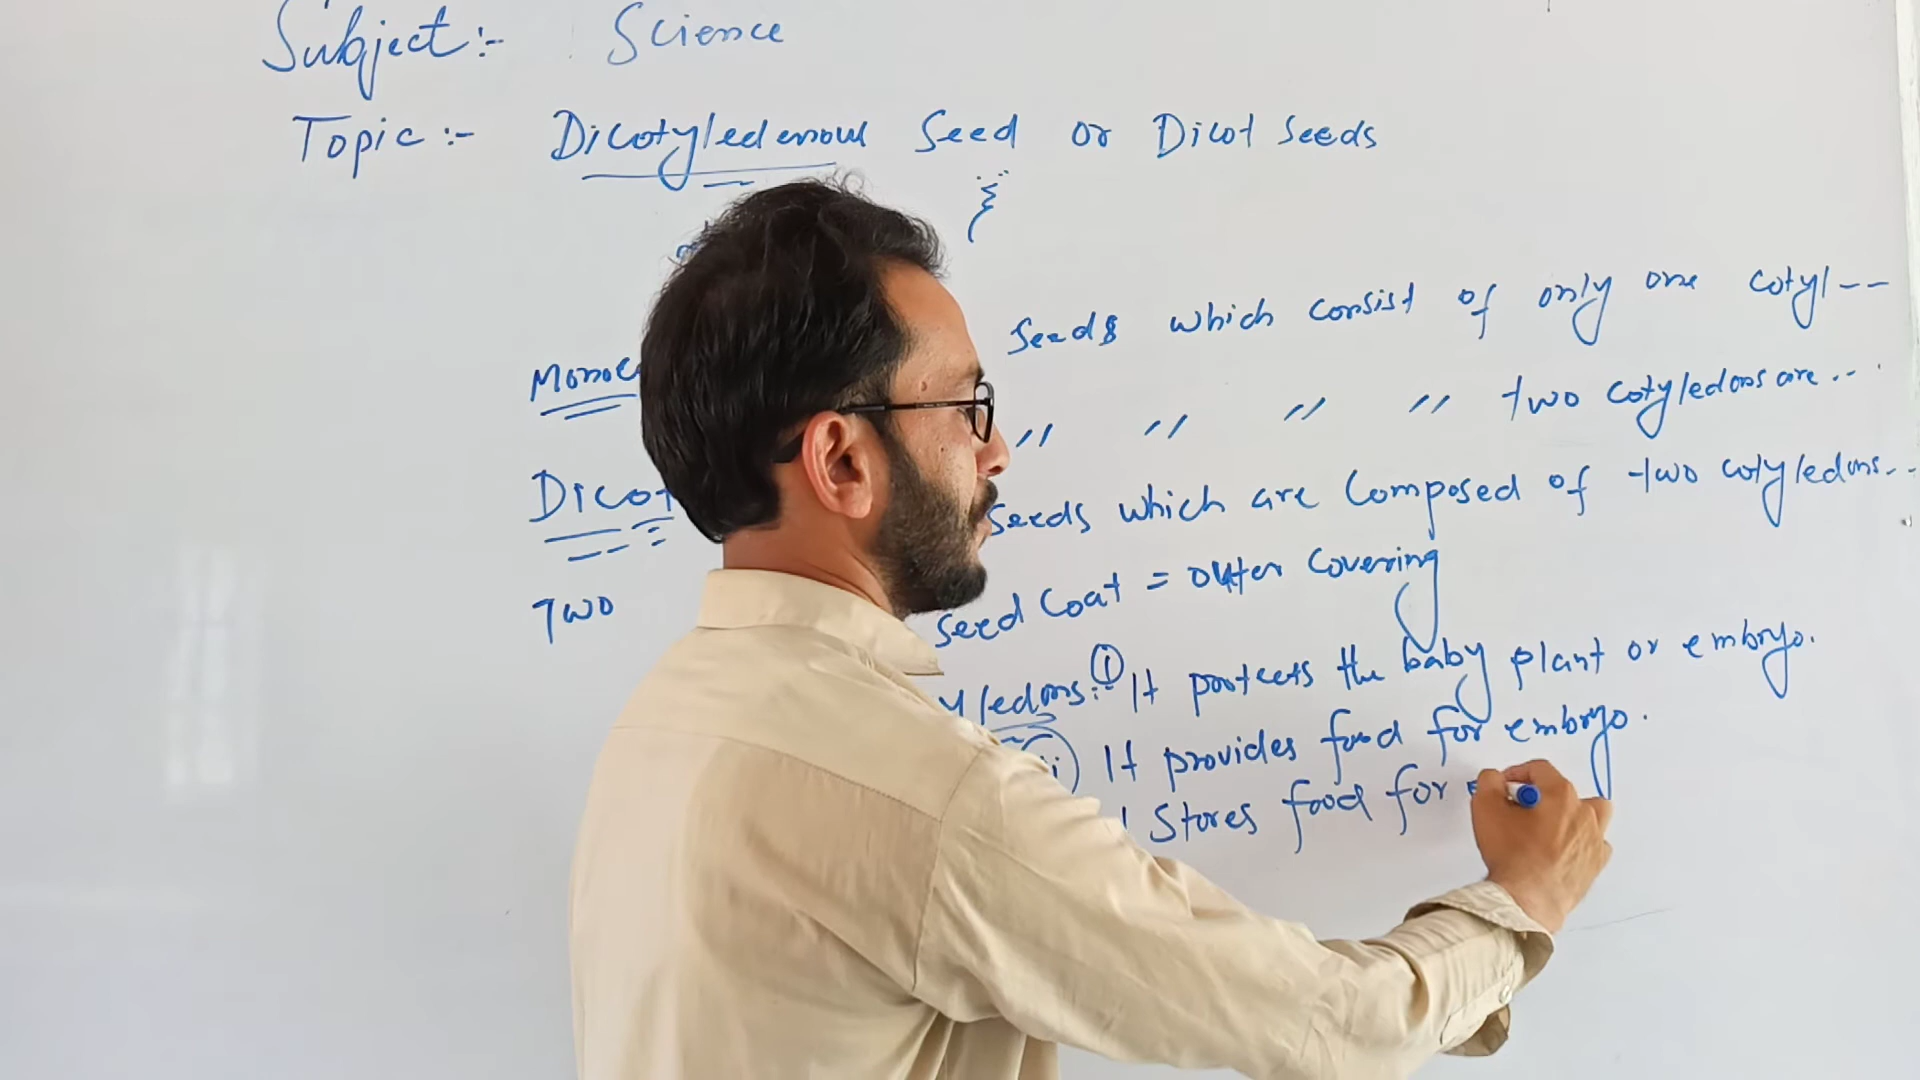 Subject:- Science
Topic:- Dicotyledenous Seed or Dicot Seeds
Seeds which consist of only one cotyl--
Dicot " " " " two cotyledons are...
Seeds which are Composed of two cotyledons...
Two Seed Coat = outer covering
yledons:- (i) It protects the baby plant or embryo.
(ii) It provides food for embryo.
Stores food for